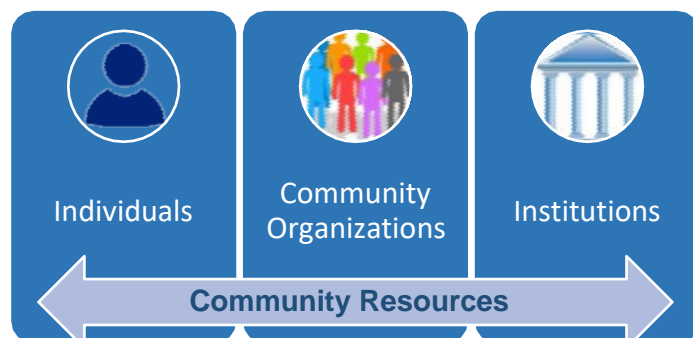 Individuals
Community
Organizations
Institutions
Community Resources